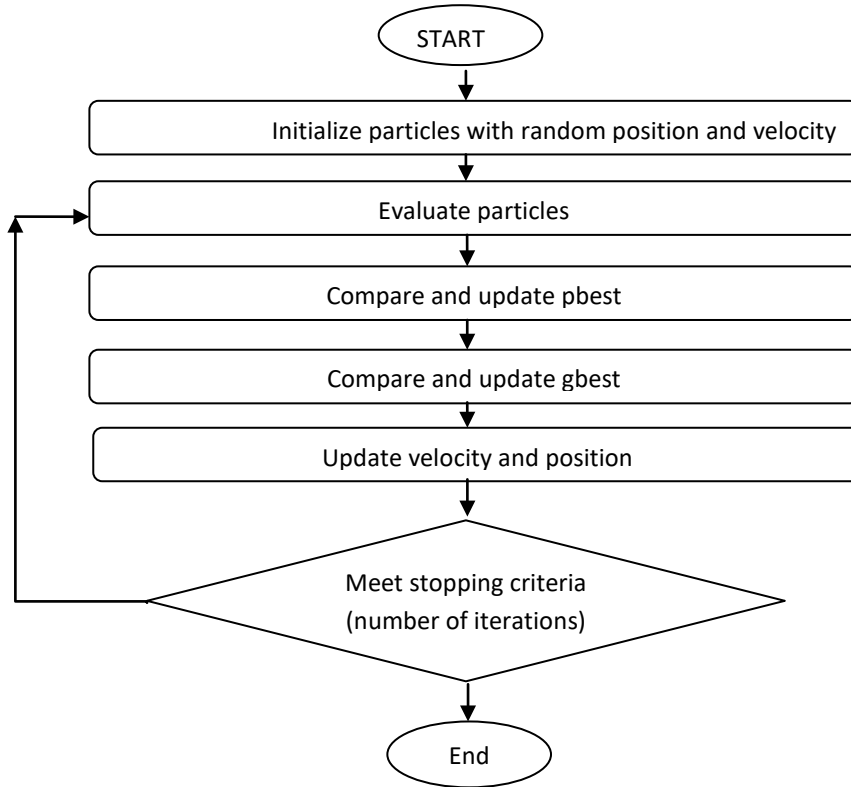 START
Initialize particles with random position and velocity
Evaluate particles
Compare and update pbest
Compare and update gbest
Update velocity and position
Meet stopping criteria
(number of iterations)
End